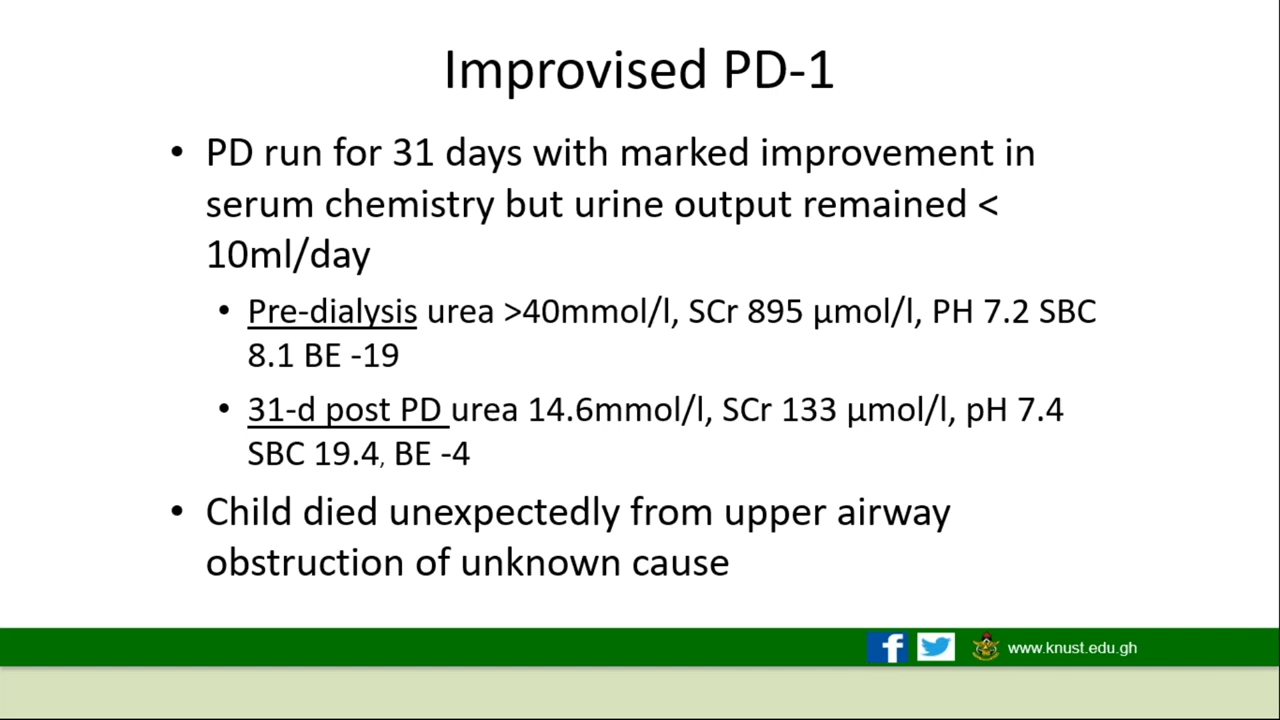 Improvised PD-1
• PD run for 31 days with marked improvement in
serum chemistry but urine output remained <
10ml/day
• Pre-dialysis urea >40mmol/l, SCr 895 µmol/l, PH 7.2 SBC
8.1 BE -19
• 31-d post PD urea 14.6mmol/l, SCr 133 µmol/l, pH 7.4
SBC 19.4, BE -4
• Child died unexpectedly from upper airway
obstruction of unknown cause
www.knust.edu.gh